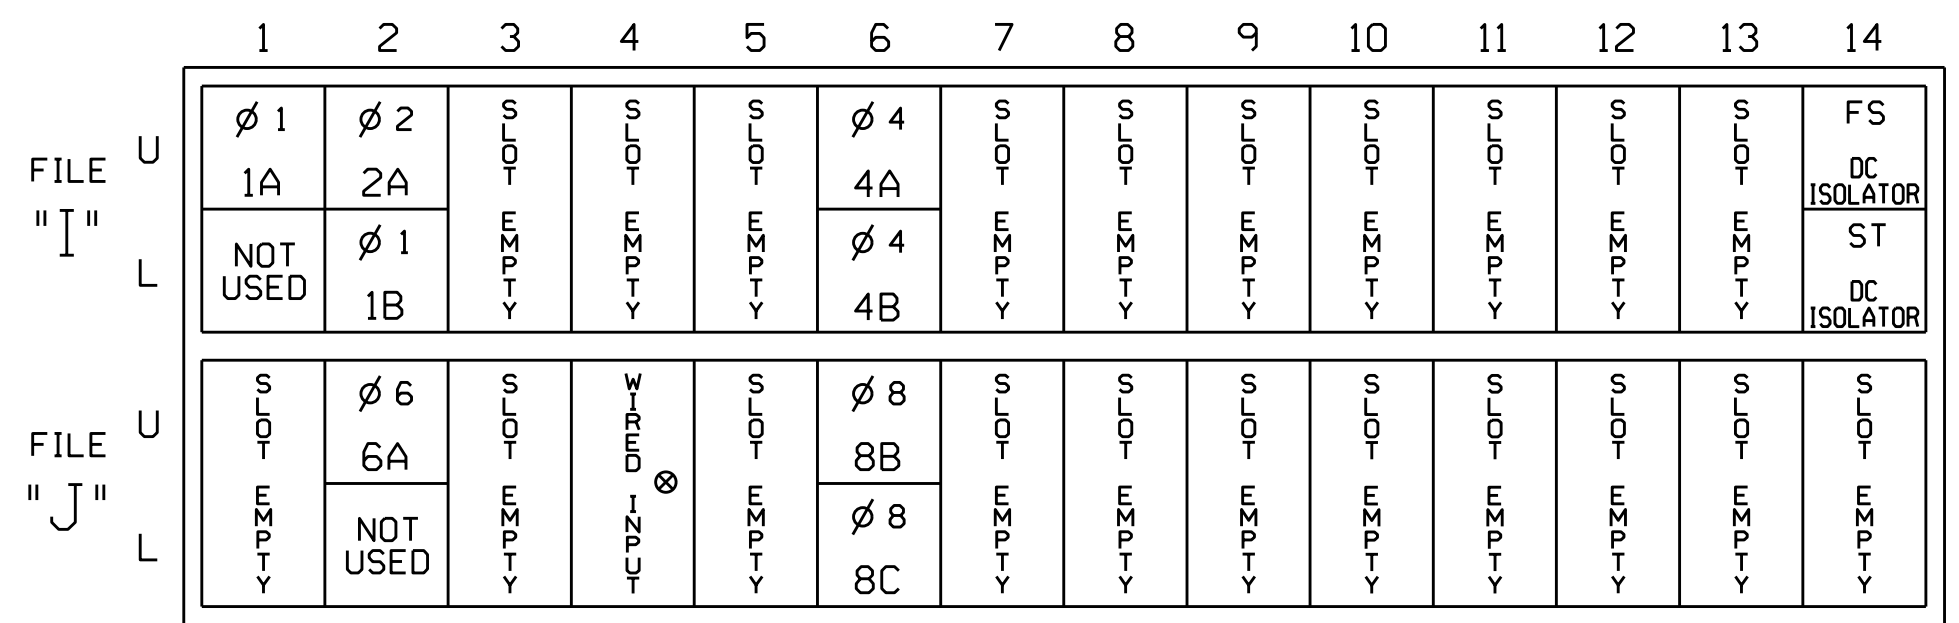 1 2 3 4 5 6 7 8 9 10 11 12 13 14
FILE "I"
U
Ø 1 1A
Ø 2 2A
SLOT EMPTY
SLOT EMPTY
SLOT EMPTY
Ø 4 4A
SLOT EMPTY
SLOT EMPTY
SLOT EMPTY
SLOT EMPTY
SLOT EMPTY
SLOT EMPTY
SLOT EMPTY
FS DC ISOLATOR
L
NOT USED
Ø 1 1B
Ø 4 4B
ST DC ISOLATOR
FILE "J"
U
SLOT EMPTY
Ø 6 6A
SLOT EMPTY
WIRED INPUT ⊗
SLOT EMPTY
Ø 8 8B
SLOT EMPTY
SLOT EMPTY
SLOT EMPTY
SLOT EMPTY
SLOT EMPTY
SLOT EMPTY
SLOT EMPTY
SLOT EMPTY
L
NOT USED
Ø 8 8C